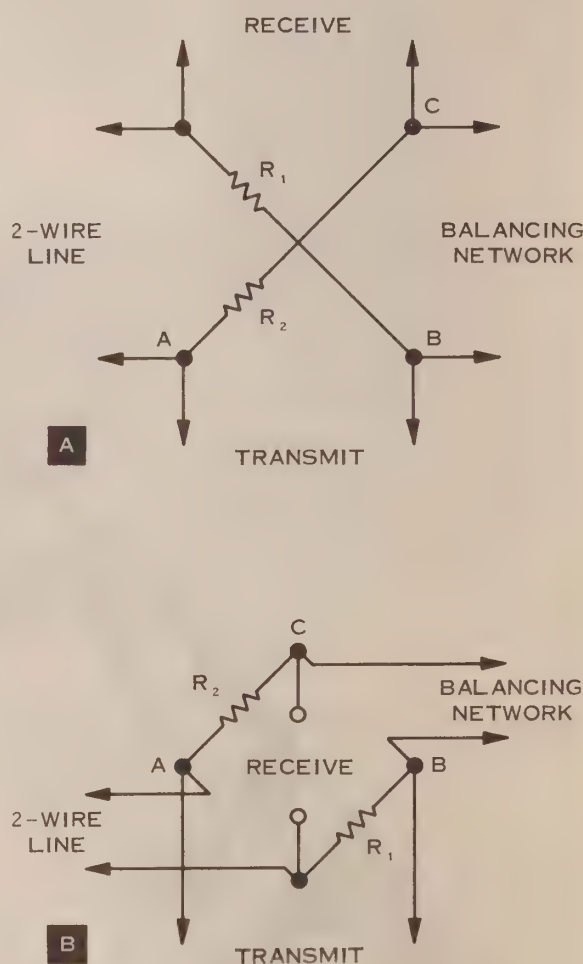 RECEIVE
C
R1
2-WIRE
LINE
BALANCING
NETWORK
R2
A
B
A
TRANSMIT
C
R2
BALANCING
NETWORK
A
RECEIVE
B
2-WIRE
LINE
R1
B
TRANSMIT